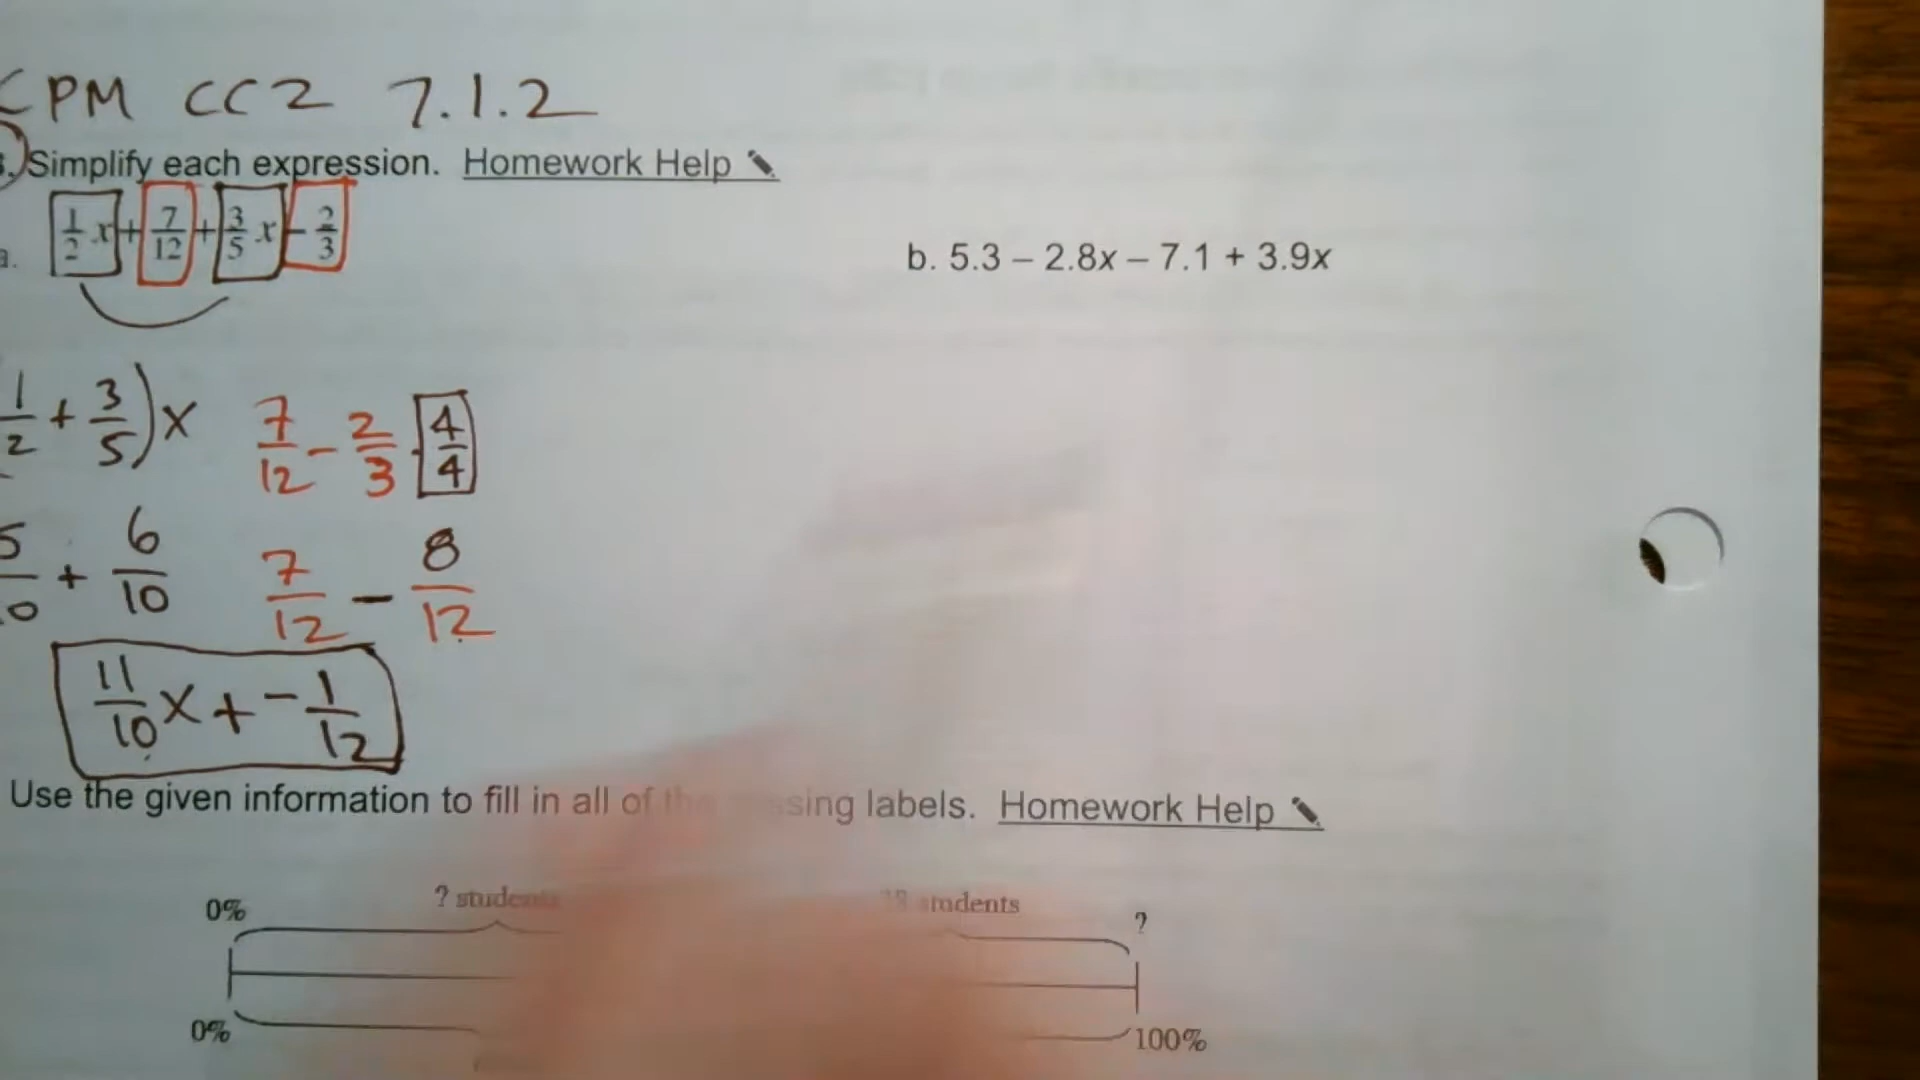 CPM CC2 7.1.2
Simplify each expression. Homework Help
a. 1/2 x + 7/12 + 3/5 x - 2/3
b. 5.3 – 2.8x – 7.1 + 3.9x
1/2 + 3/5) x
7/12 - 2/3 · 4/4
+ 6/10
7/12 - 8/12
11/10 x + - 1/12
Use the given information to fill in all of the labels. Homework Help
0% ? students students ?
0% 100%